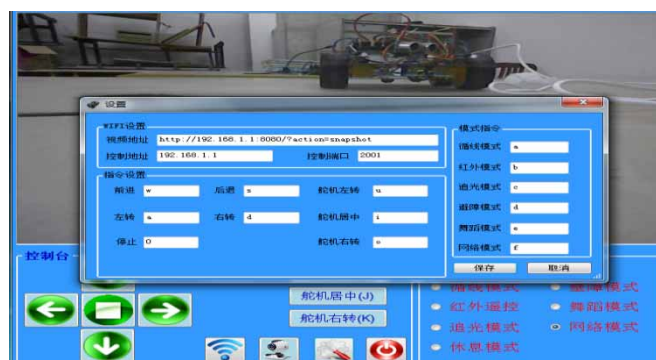 设置
WIFI设置
视频地址 http://192.168.1.1:8080/?action=snapshot
控制地址 192.168.1.1 控制端口 2001
指令设置
前进 w 后退 s 舵机左转 u
左转 a 右转 d 舵机居中 i
停止 0 舵机右转 o
模式指令
循线模式 a
红外模式 b
追光模式 c
避障模式 d
舞蹈模式 e
网络模式 f
保存 取消
控制台
舵机居中(J)
舵机右转(K)
循线模式 避障模式
红外遥控 舞蹈模式
追光模式 网络模式
休息模式